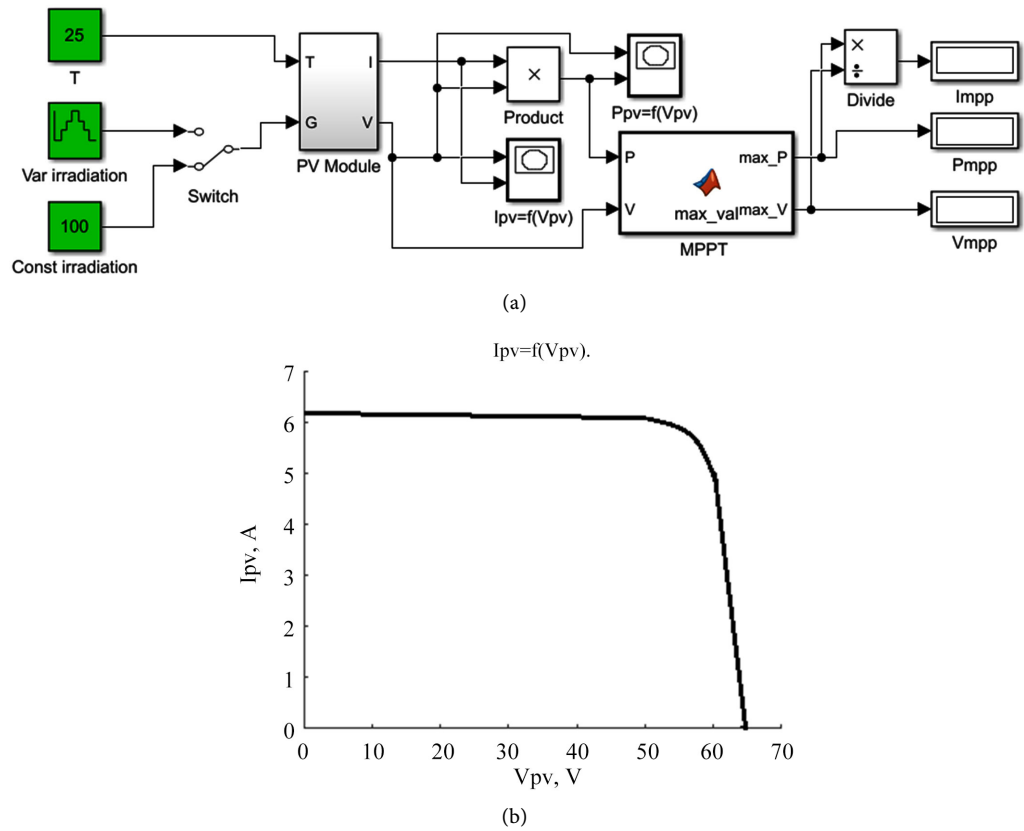 25
T
Var irradiation
100
Const irradiation
Switch
T
G
I
V
PV Module
×
Product
Ppv=f(Vpv)
Ipv=f(Vpv)
P
V
max_P
max_val
max_V
MPPT
×
÷
Divide
Impp
Pmpp
Vmpp
(a)
Ipv=f(Vpv).
7
6
5
4
3
2
1
0
Ipv, A
0 10 20 30 40 50 60 70
Vpv, V
(b)